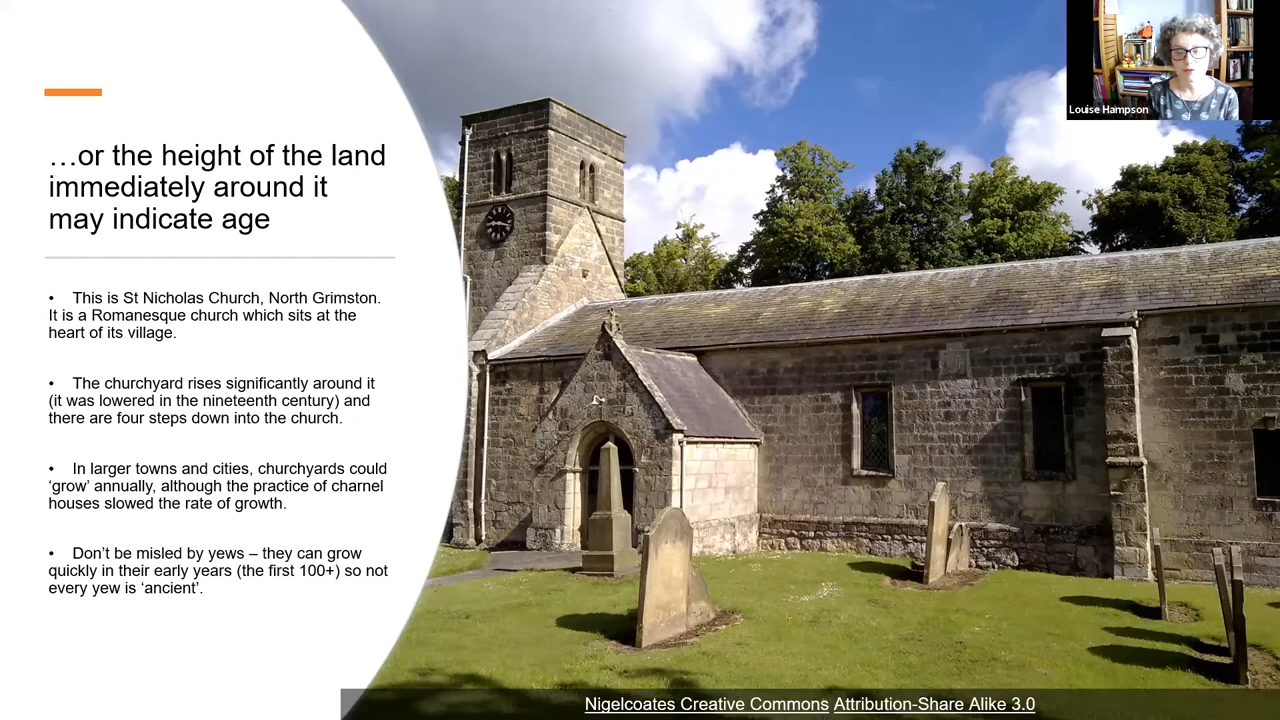 …or the height of the land
immediately around it
may indicate age
• This is St Nicholas Church, North Grimston.
It is a Romanesque church which sits at the
heart of its village.
• The churchyard rises significantly around it
(it was lowered in the nineteenth century) and
there are four steps down into the church.
• In larger towns and cities, churchyards could
‘grow’ annually, although the practice of charnel
houses slowed the rate of growth.
• Don’t be misled by yews – they can grow
quickly in their early years (the first 100+) so not
every yew is ‘ancient’.
Louise Hampson
Nigelcoates Creative Commons Attribution-Share Alike 3.0